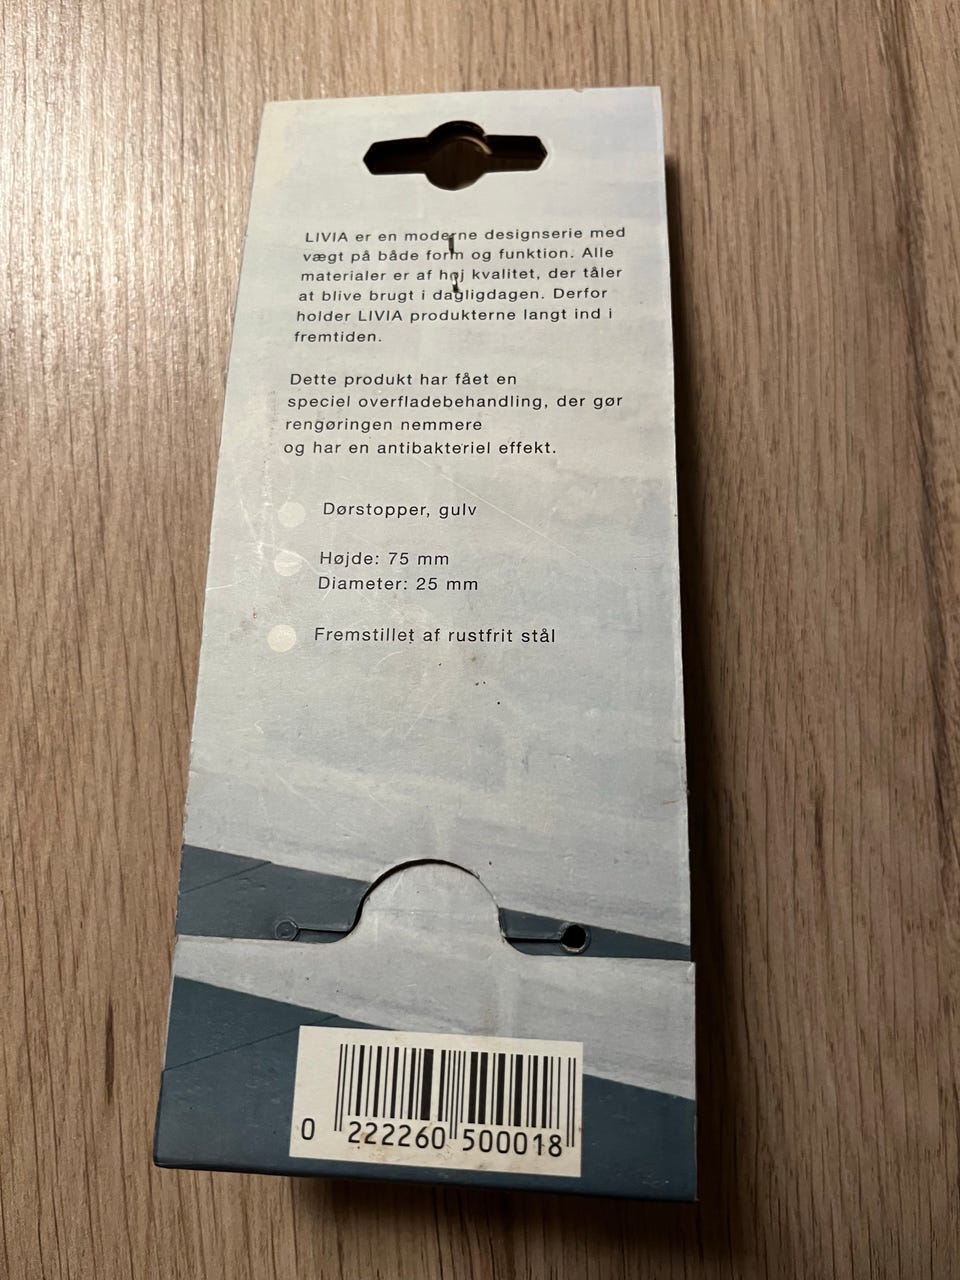 LIVIA er en moderne designserie med
vægt på både form og funktion. Alle
materialer er af høj kvalitet, der tåler
at blive brugt i dagligdagen. Derfor
holder LIVIA produkterne langt ind i
fremtiden.
Dette produkt har fået en
speciel overfladebehandling, der gør
rengøringen nemmere
og har en antibakteriel effekt.
Dørstopper, gulv
Højde: 75 mm
Diameter: 25 mm
Fremstillet af rustfrit stål
0 222260 500018